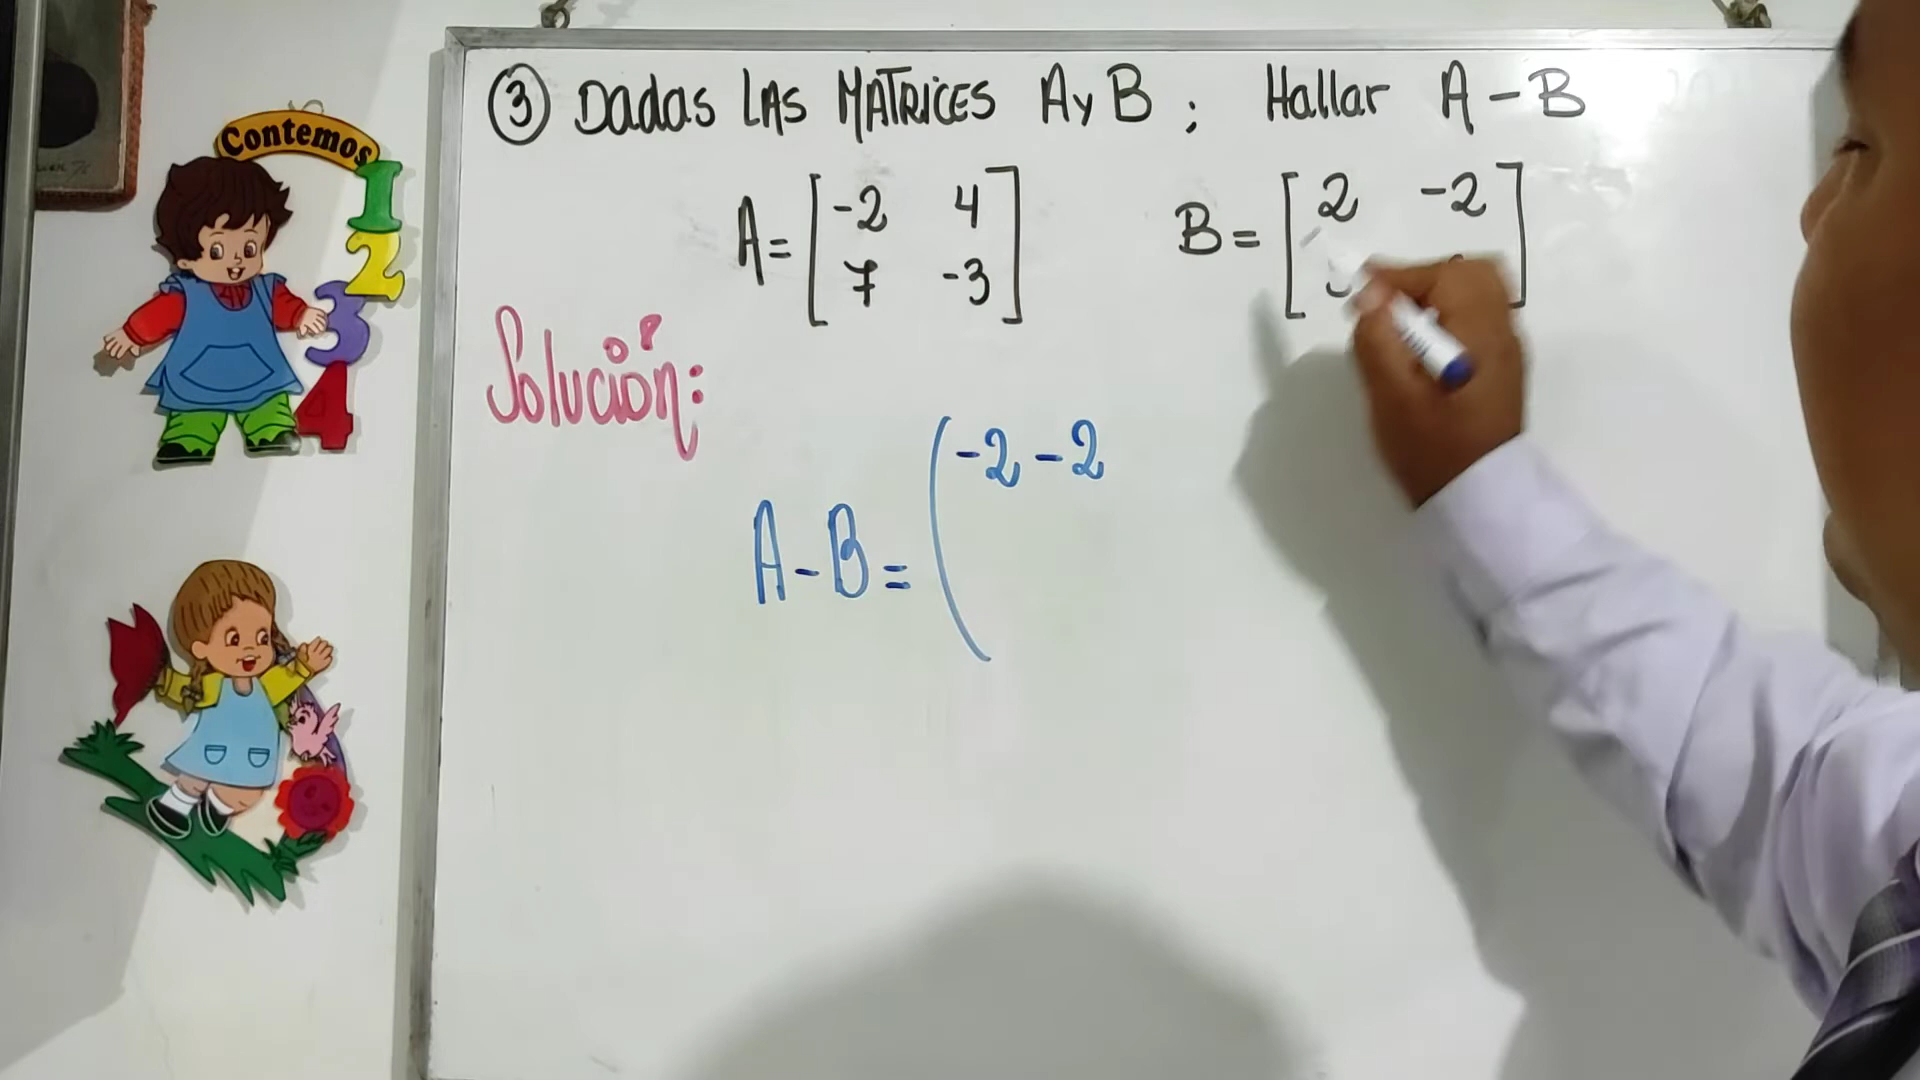 Contemos
1
2
3
4
③ Dadas LAS MATRICES A y B ; Hallar A - B
A = [ -2 4
7 -3 ]
B = [ 2 -2 ]
Solución:
A - B = ( -2 - 2